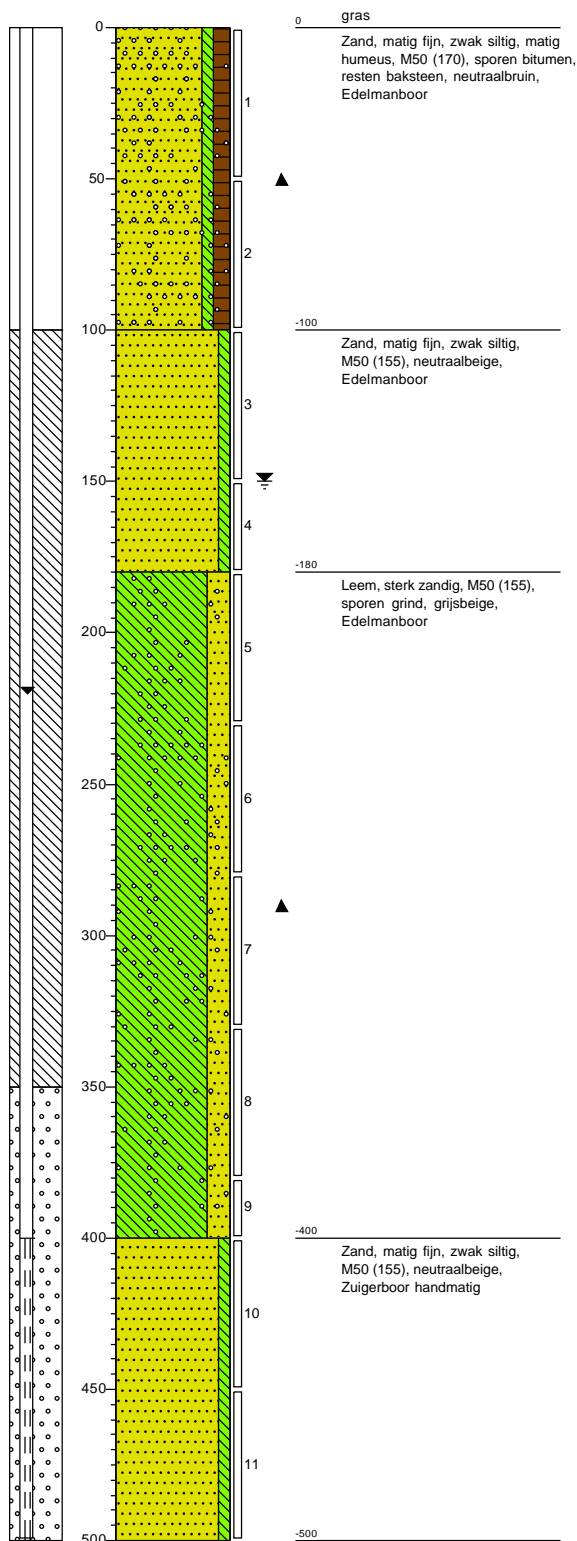 0
0
gras
Zand, matig fijn, zwak siltig, matig
humeus, M50 (170), sporen bitumen,
resten baksteen, neutraalbruin,
Edelmanboor
1
50
2
100
-100
Zand, matig fijn, zwak siltig,
M50 (155), neutraalbeige,
Edelmanboor
3
150
4
-180
Leem, sterk zandig, M50 (155),
sporen grind, grijsbeige,
Edelmanboor
200
5
250
6
300
7
350
8
9
400
-400
Zand, matig fijn, zwak siltig,
M50 (155), neutraalbeige,
Zuigerboor handmatig
10
450
11
500
-500